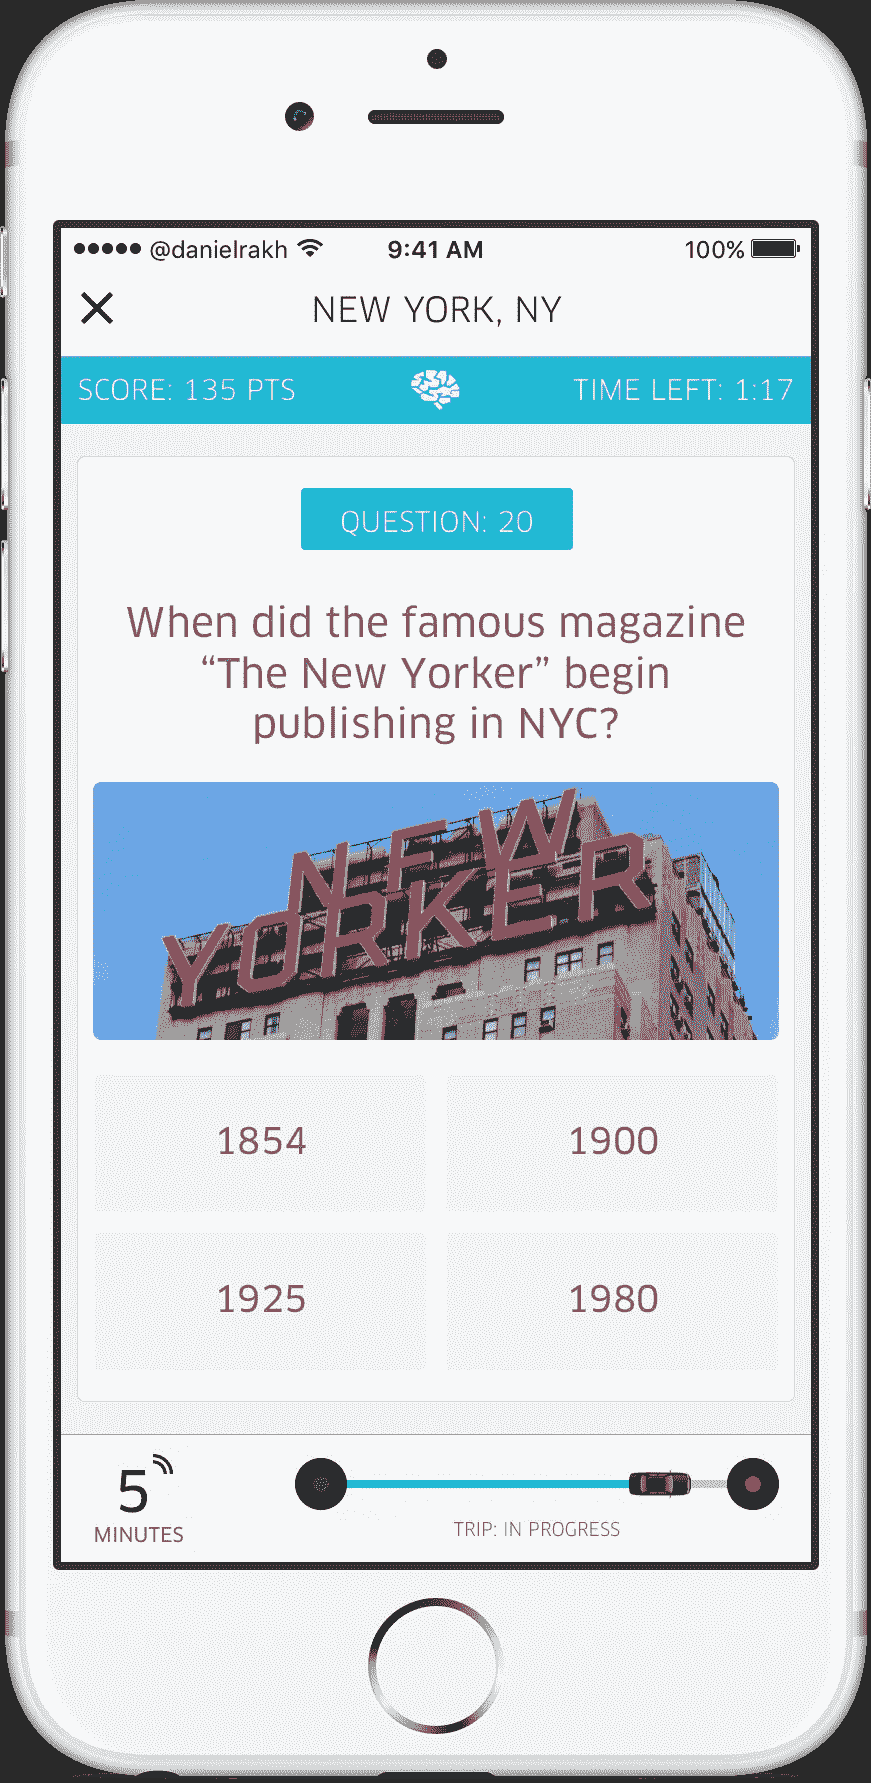 @danielrakh 9:41 AM 100%
NEW YORK, NY
SCORE: 135 PTS TIME LEFT: 1:17
QUESTION: 20
When did the famous magazine
“The New Yorker” begin
publishing in NYC?
NEW
YORKER
1854 1900
1925 1980
5
MINUTES
TRIP: IN PROGRESS